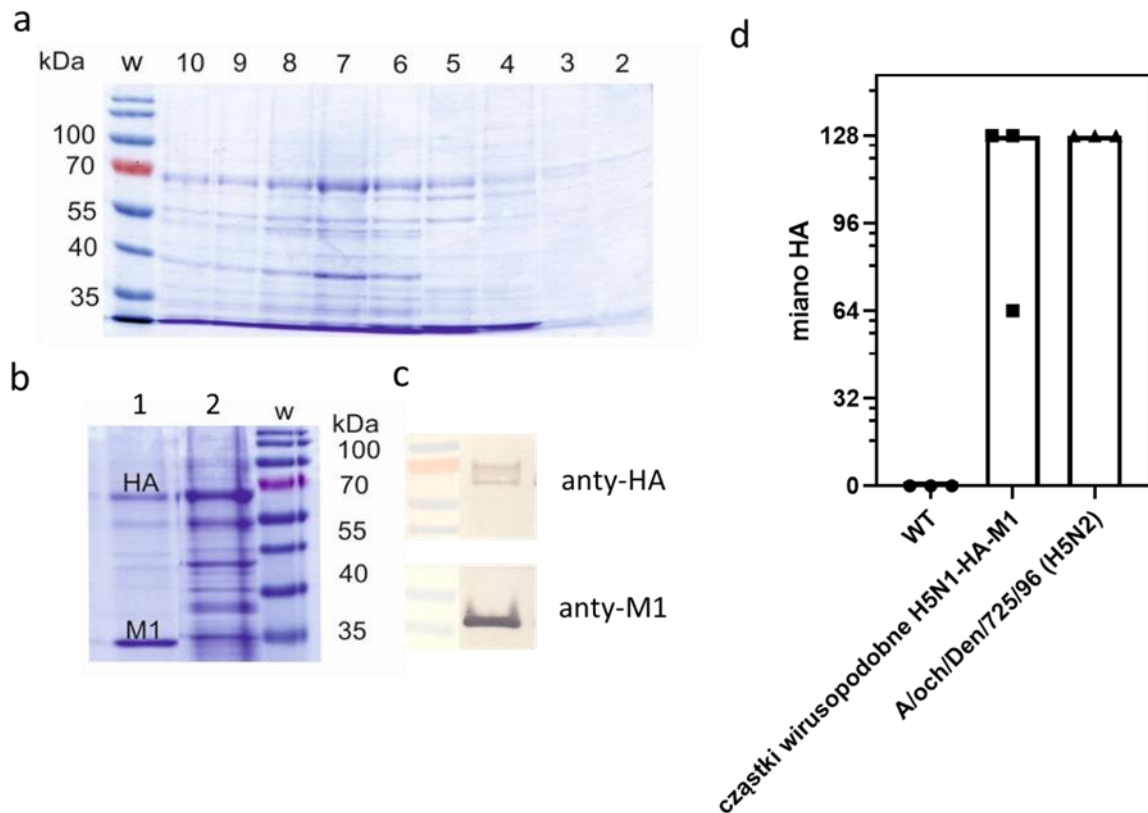 a
kDa w 10 9 8 7 6 5 4 3 2
100
70
55
40
35
b
1 2 w
kDa
100
70
55
40
35
HA
M1
c
anty-HA
anty-M1
d
miano HA
128
96
64
32
0
WT
cząstki wirusopodobne H5N1-HA-M1
A/och/Den/725/96 (H5N2)